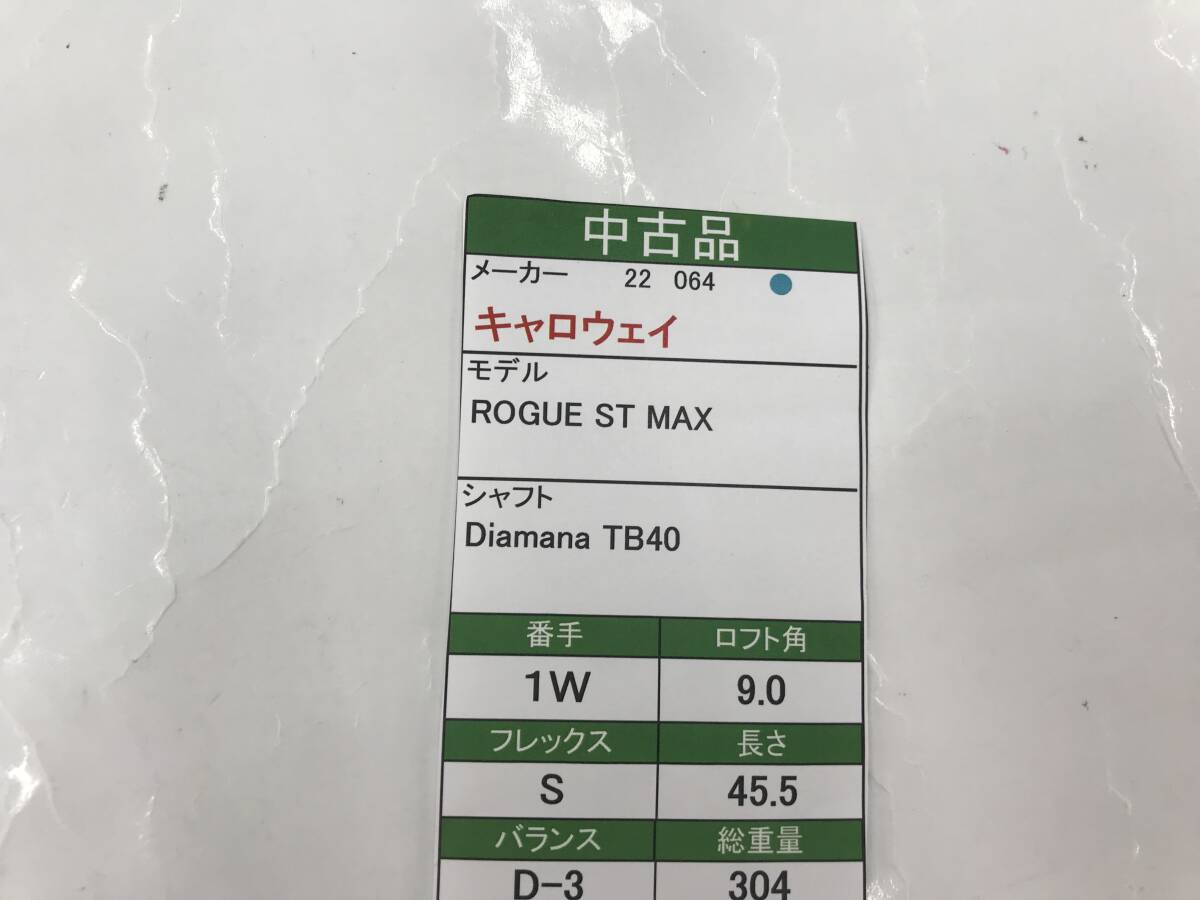 中古品
メーカー 22 064
キャロウェイ
モデル
ROGUE ST MAX
シャフト
Diamana TB40
番手 ロフト角
1W 9.0
フレックス 長さ
S 45.5
バランス 総重量
D-3 304